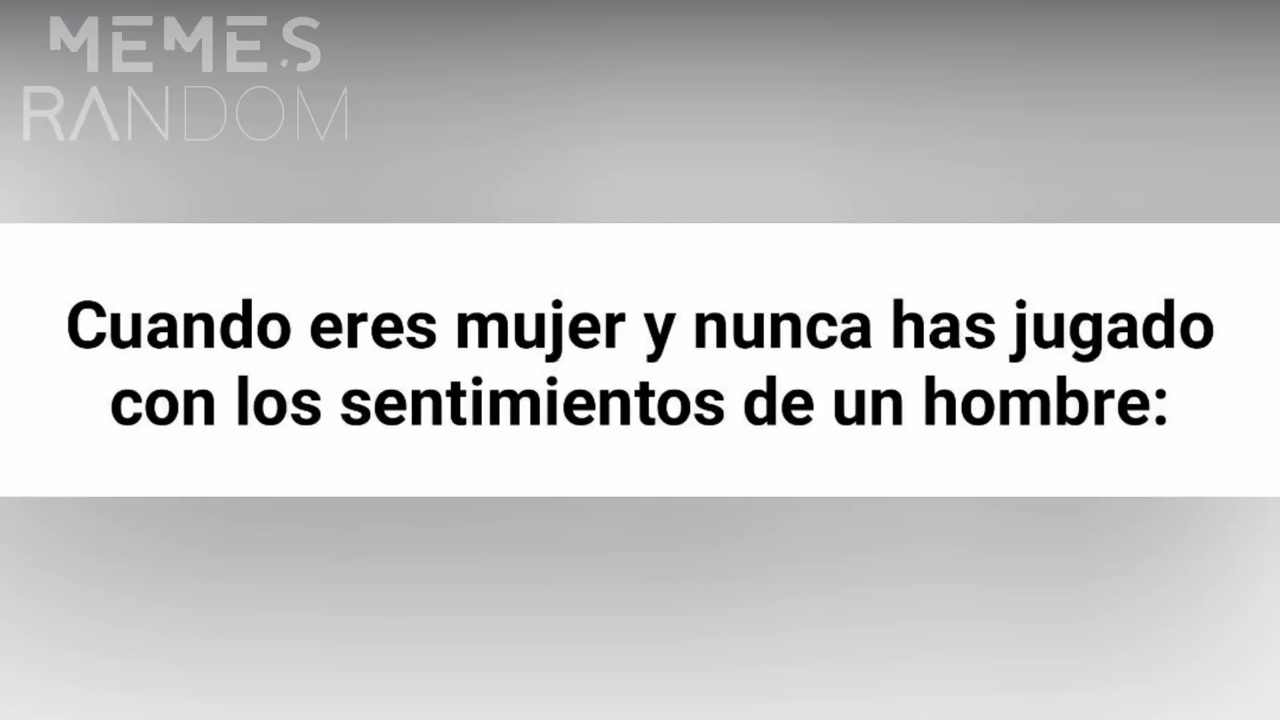 MEMES
RANDOM
Cuando eres mujer y nunca has jugado
con los sentimientos de un hombre: